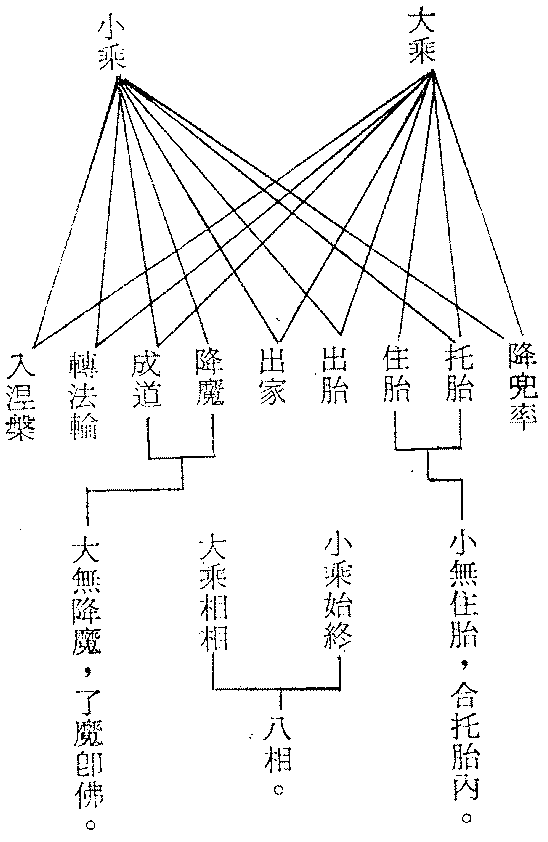 大乘
小乘
降兜率
托胎
住胎
出胎
出家
降魔
成道
轉法輪
入涅槃
小無住胎，合托胎內。
小乘始終
大乘相相
八相。
大無降魔，了魔卽佛。